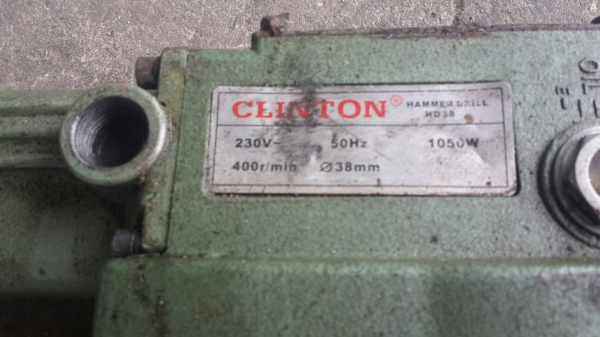 CLINTON® HAMMER DRILL
HD38
230V~ 50Hz 1050W
400r/min Ø38mm